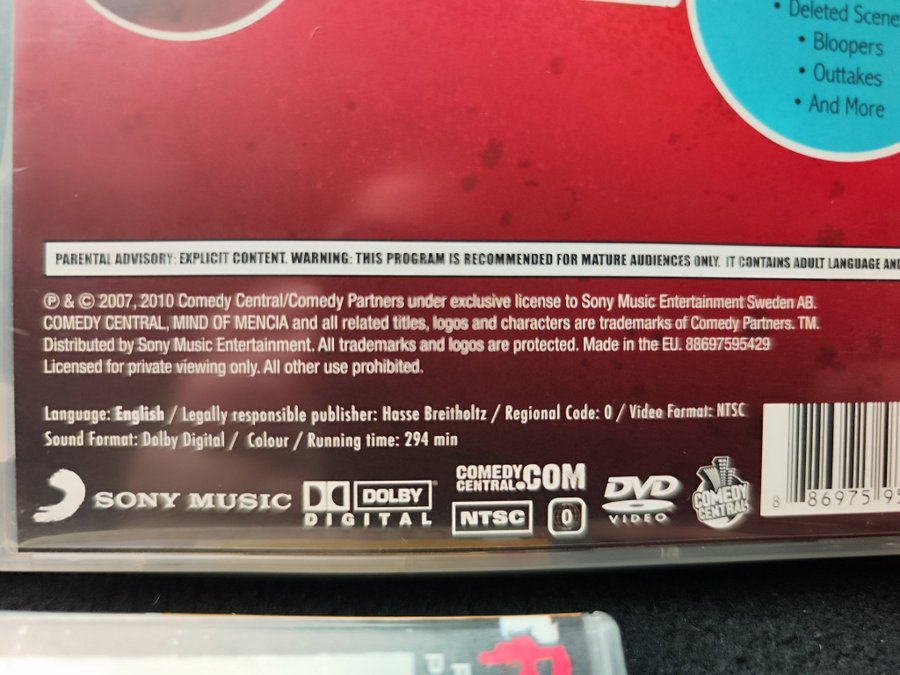 • Deleted Scene
• Bloopers
• Outtakes
• And More
PARENTAL ADVISORY: EXPLICIT CONTENT. WARNING: THIS PROGRAM IS RECOMMENDED FOR MATURE AUDIENCES ONLY. IT CONTAINS ADULT LANGUAGE AND
℗ & © 2007, 2010 Comedy Central/Comedy Partners under exclusive license to Sony Music Entertainment Sweden AB.
COMEDY CENTRAL, MIND OF MENCIA and all related titles, logos and characters are trademarks of Comedy Partners. TM.
Distributed by Sony Music Entertainment. All trademarks and logos are protected. Made in the EU. 88697595429
Licensed for private viewing only. All other use prohibited.
Language: English / Legally responsible publisher: Hasse Breitholtz / Regional Code: 0 / Video Format: NTSC
Sound Format: Dolby Digital / Colour / Running time: 294 min
SONY MUSIC
DOLBY
DIGITAL
COMEDY CENTRAL.COM
NTSC
0
DVD
VIDEO
COMEDY CENTRAL
8 86975 95